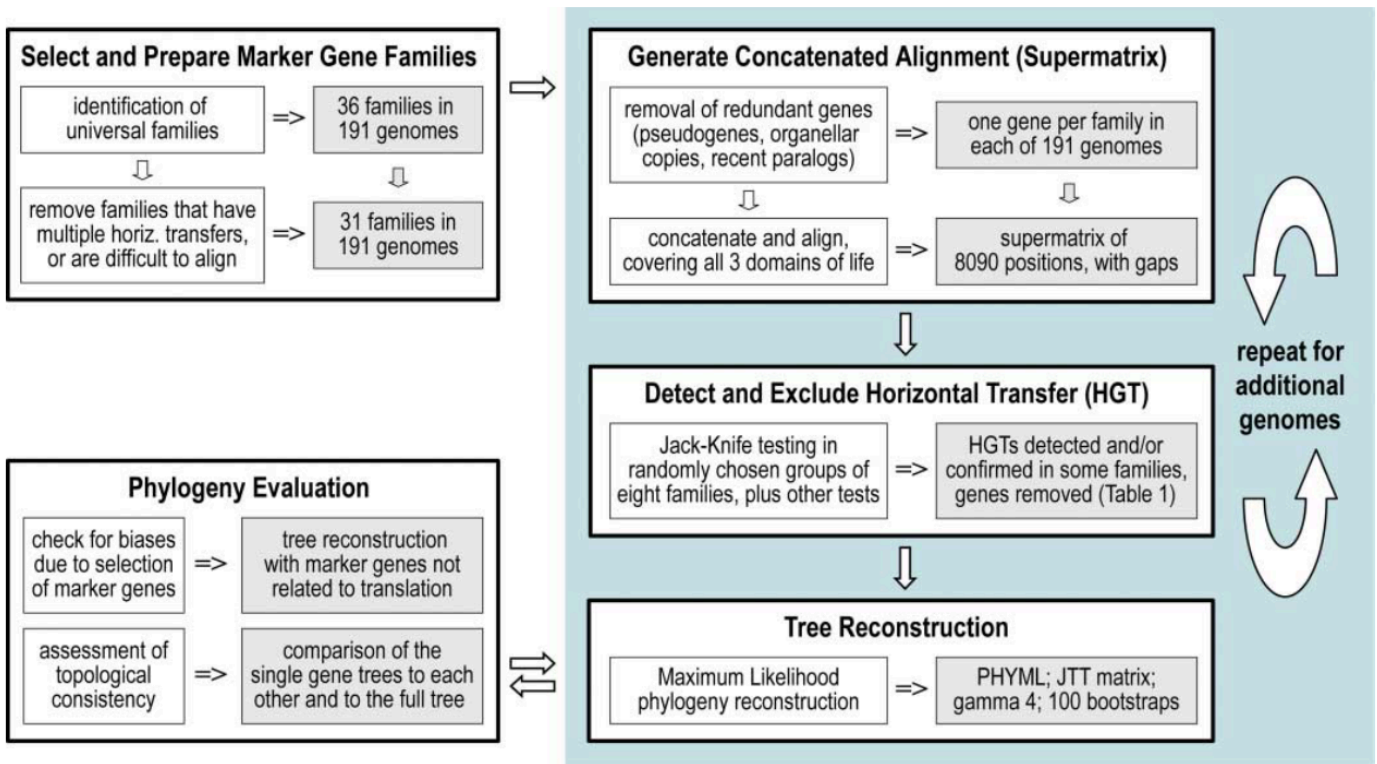 Select and Prepare Marker Gene Families
identification of
universal families
=>
36 families in
191 genomes
remove families that have
multiple horiz. transfers,
or are difficult to align
=>
31 families in
191 genomes
Generate Concatenated Alignment (Supermatrix)
removal of redundant genes
(pseudogenes, organellar
copies, recent paralogs)
=>
one gene per family in
each of 191 genomes
concatenate and align,
covering all 3 domains of life
=>
supermatrix of
8090 positions, with gaps
repeat for
additional
genomes
Detect and Exclude Horizontal Transfer (HGT)
Jack-Knife testing in
randomly chosen groups of
eight families, plus other tests
=>
HGTs detected and/or
confirmed in some families,
genes removed (Table 1)
Tree Reconstruction
Maximum Likelihood
phylogeny reconstruction
=>
PHYML; JTT matrix;
gamma 4; 100 bootstraps
Phylogeny Evaluation
check for biases
due to selection
of marker genes
=>
tree reconstruction
with marker genes not
related to translation
assessment of
topological
consistency
=>
comparison of the
single gene trees to each
other and to the full tree